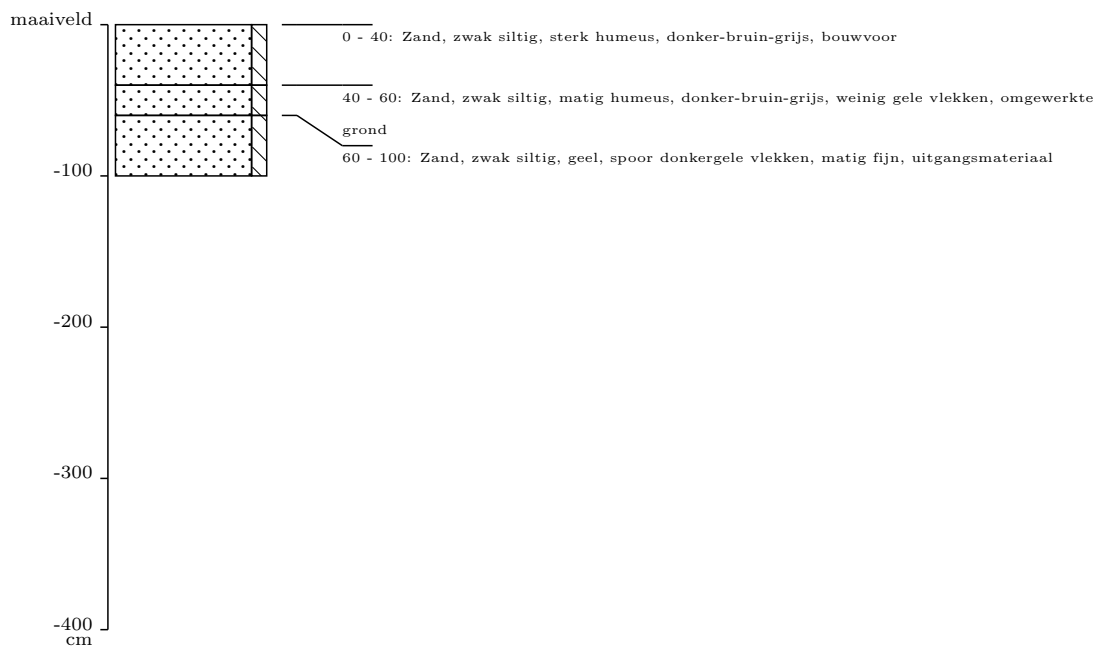 maaiveld
0 - 40: Zand, zwak siltig, sterk humeus, donker-bruin-grijs, bouwvoor
40 - 60: Zand, zwak siltig, matig humeus, donker-bruin-grijs, weinig gele vlekken, omgewerkte
grond
60 - 100: Zand, zwak siltig, geel, spoor donkergele vlekken, matig fijn, uitgangsmateriaal
-100
-200
-300
-400
cm